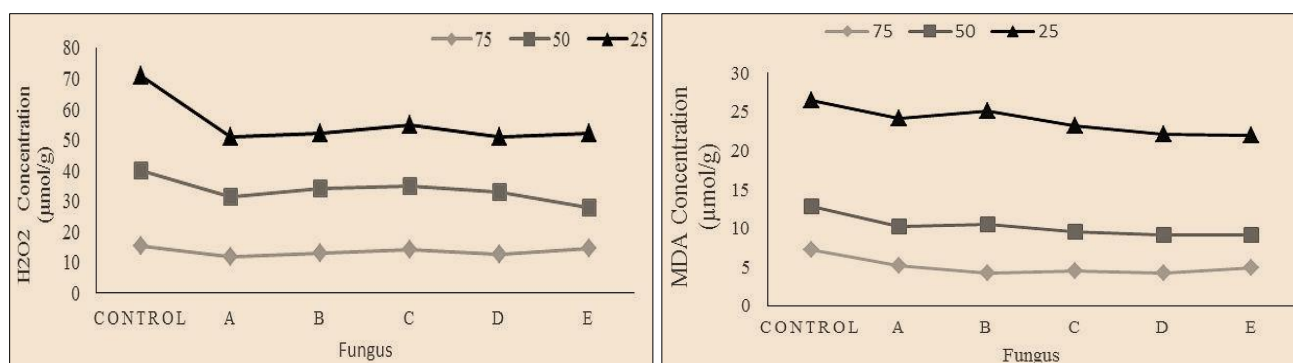 75 50 25
H2O2 Concentration
(µmol/g)
80
70
60
50
40
30
20
10
0
CONTROL A B C D E
Fungus
75 50 25
MDA Concentration
(µmol/g)
30
25
20
15
10
5
0
CONTROL A B C D E
Fungus